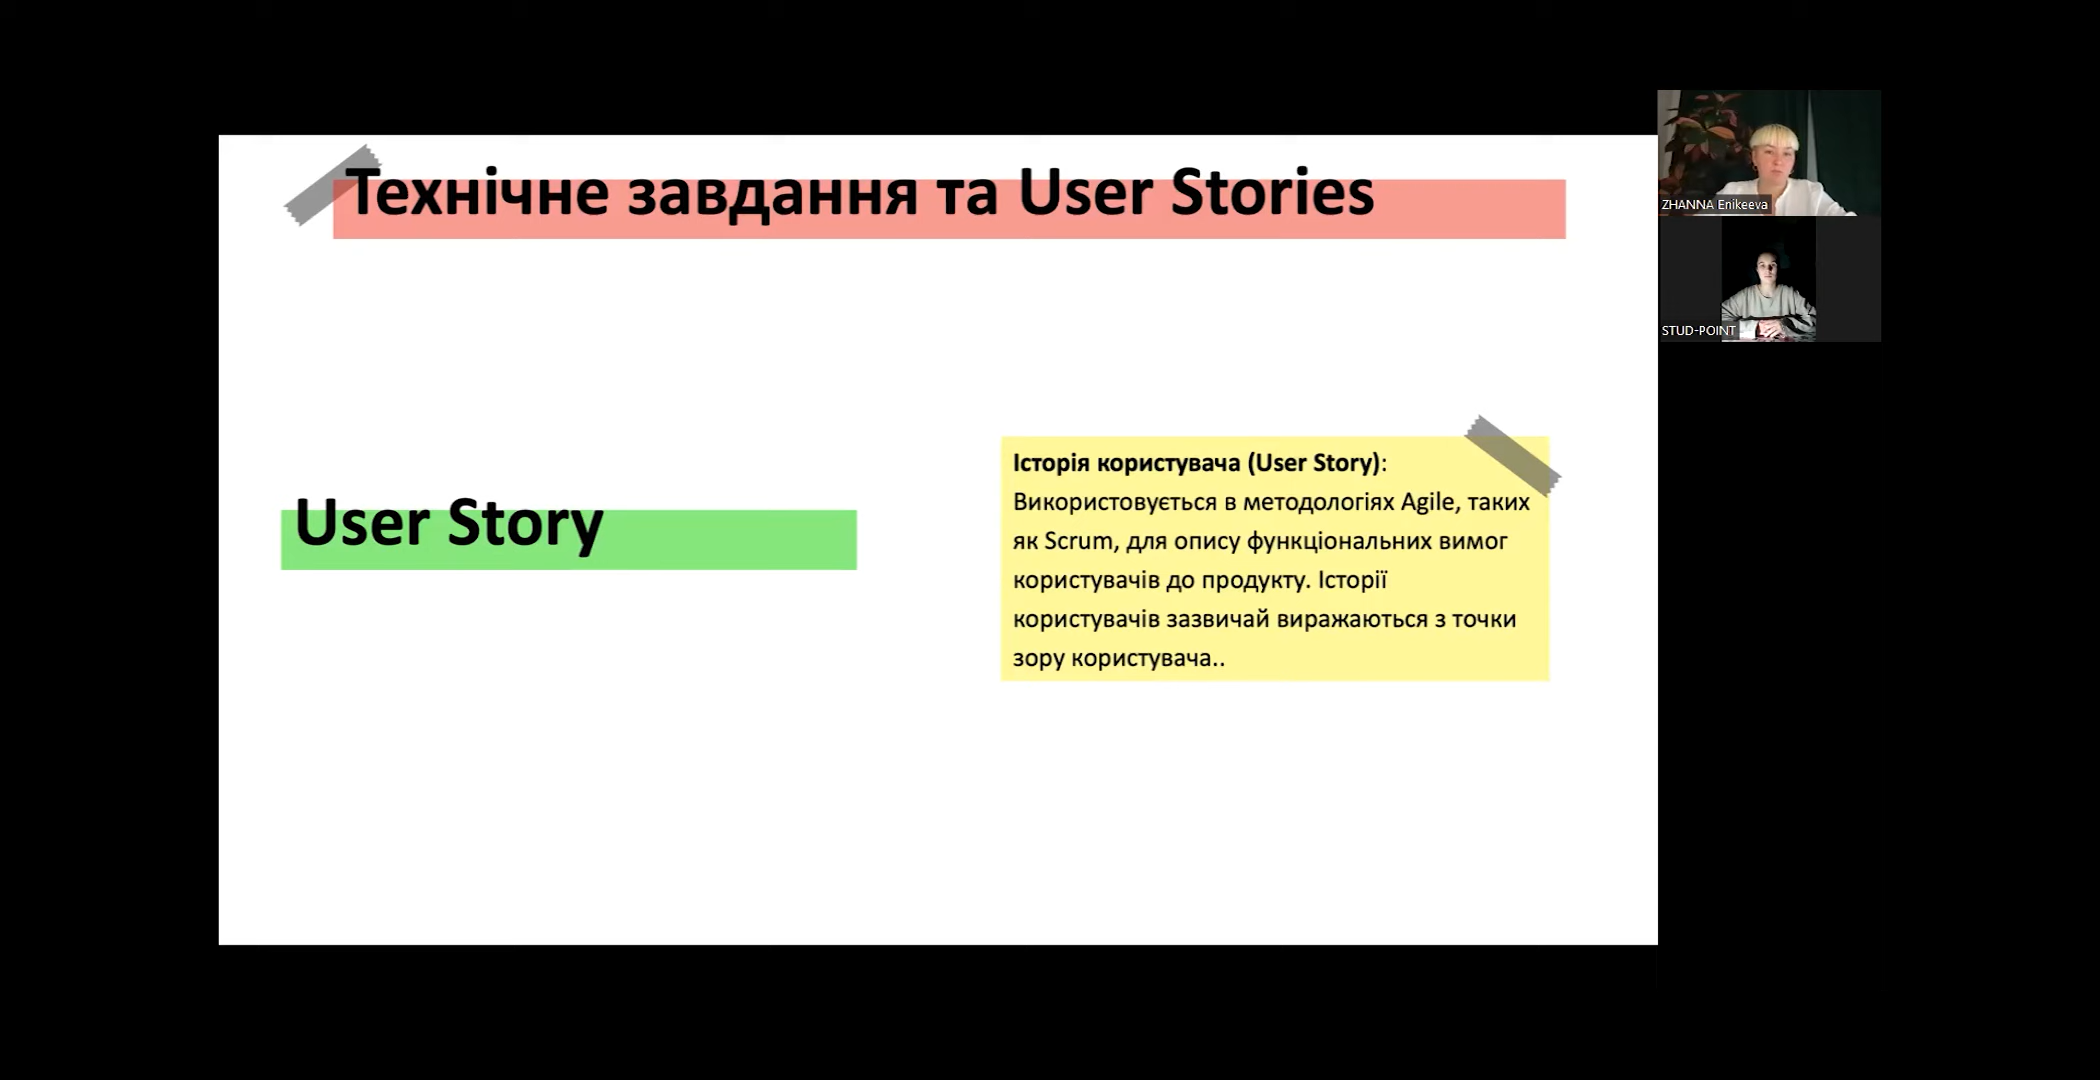 Технічне завдання та User Stories
ZHANNA Enikeeva
STUD-POINT
User Story
Історія користувача (User Story):
Використовується в методологіях Agile, таких
як Scrum, для опису функціональних вимог
користувачів до продукту. Історії
користувачів зазвичай виражаються з точки
зору користувача..